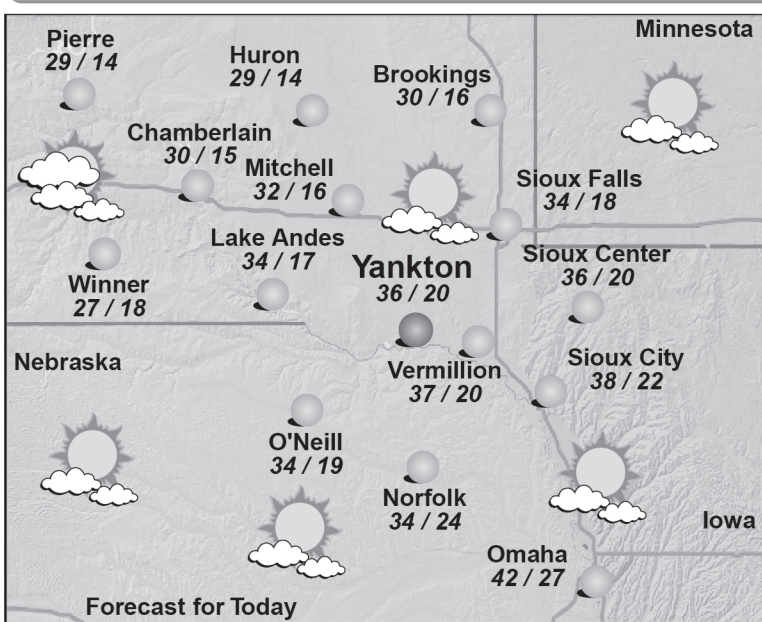 Minnesota
Pierre
29 / 14
Huron
29 / 14
Brookings
30 / 16
Chamberlain
30 / 15
Mitchell
32 / 16
Sioux Falls
34 / 18
Lake Andes
34 / 17
Yankton
36 / 20
Sioux Center
36 / 20
Winner
27 / 18
Nebraska
Vermillion
37 / 20
Sioux City
38 / 22
O'Neill
34 / 19
Norfolk
34 / 24
Iowa
Omaha
42 / 27
Forecast for Today